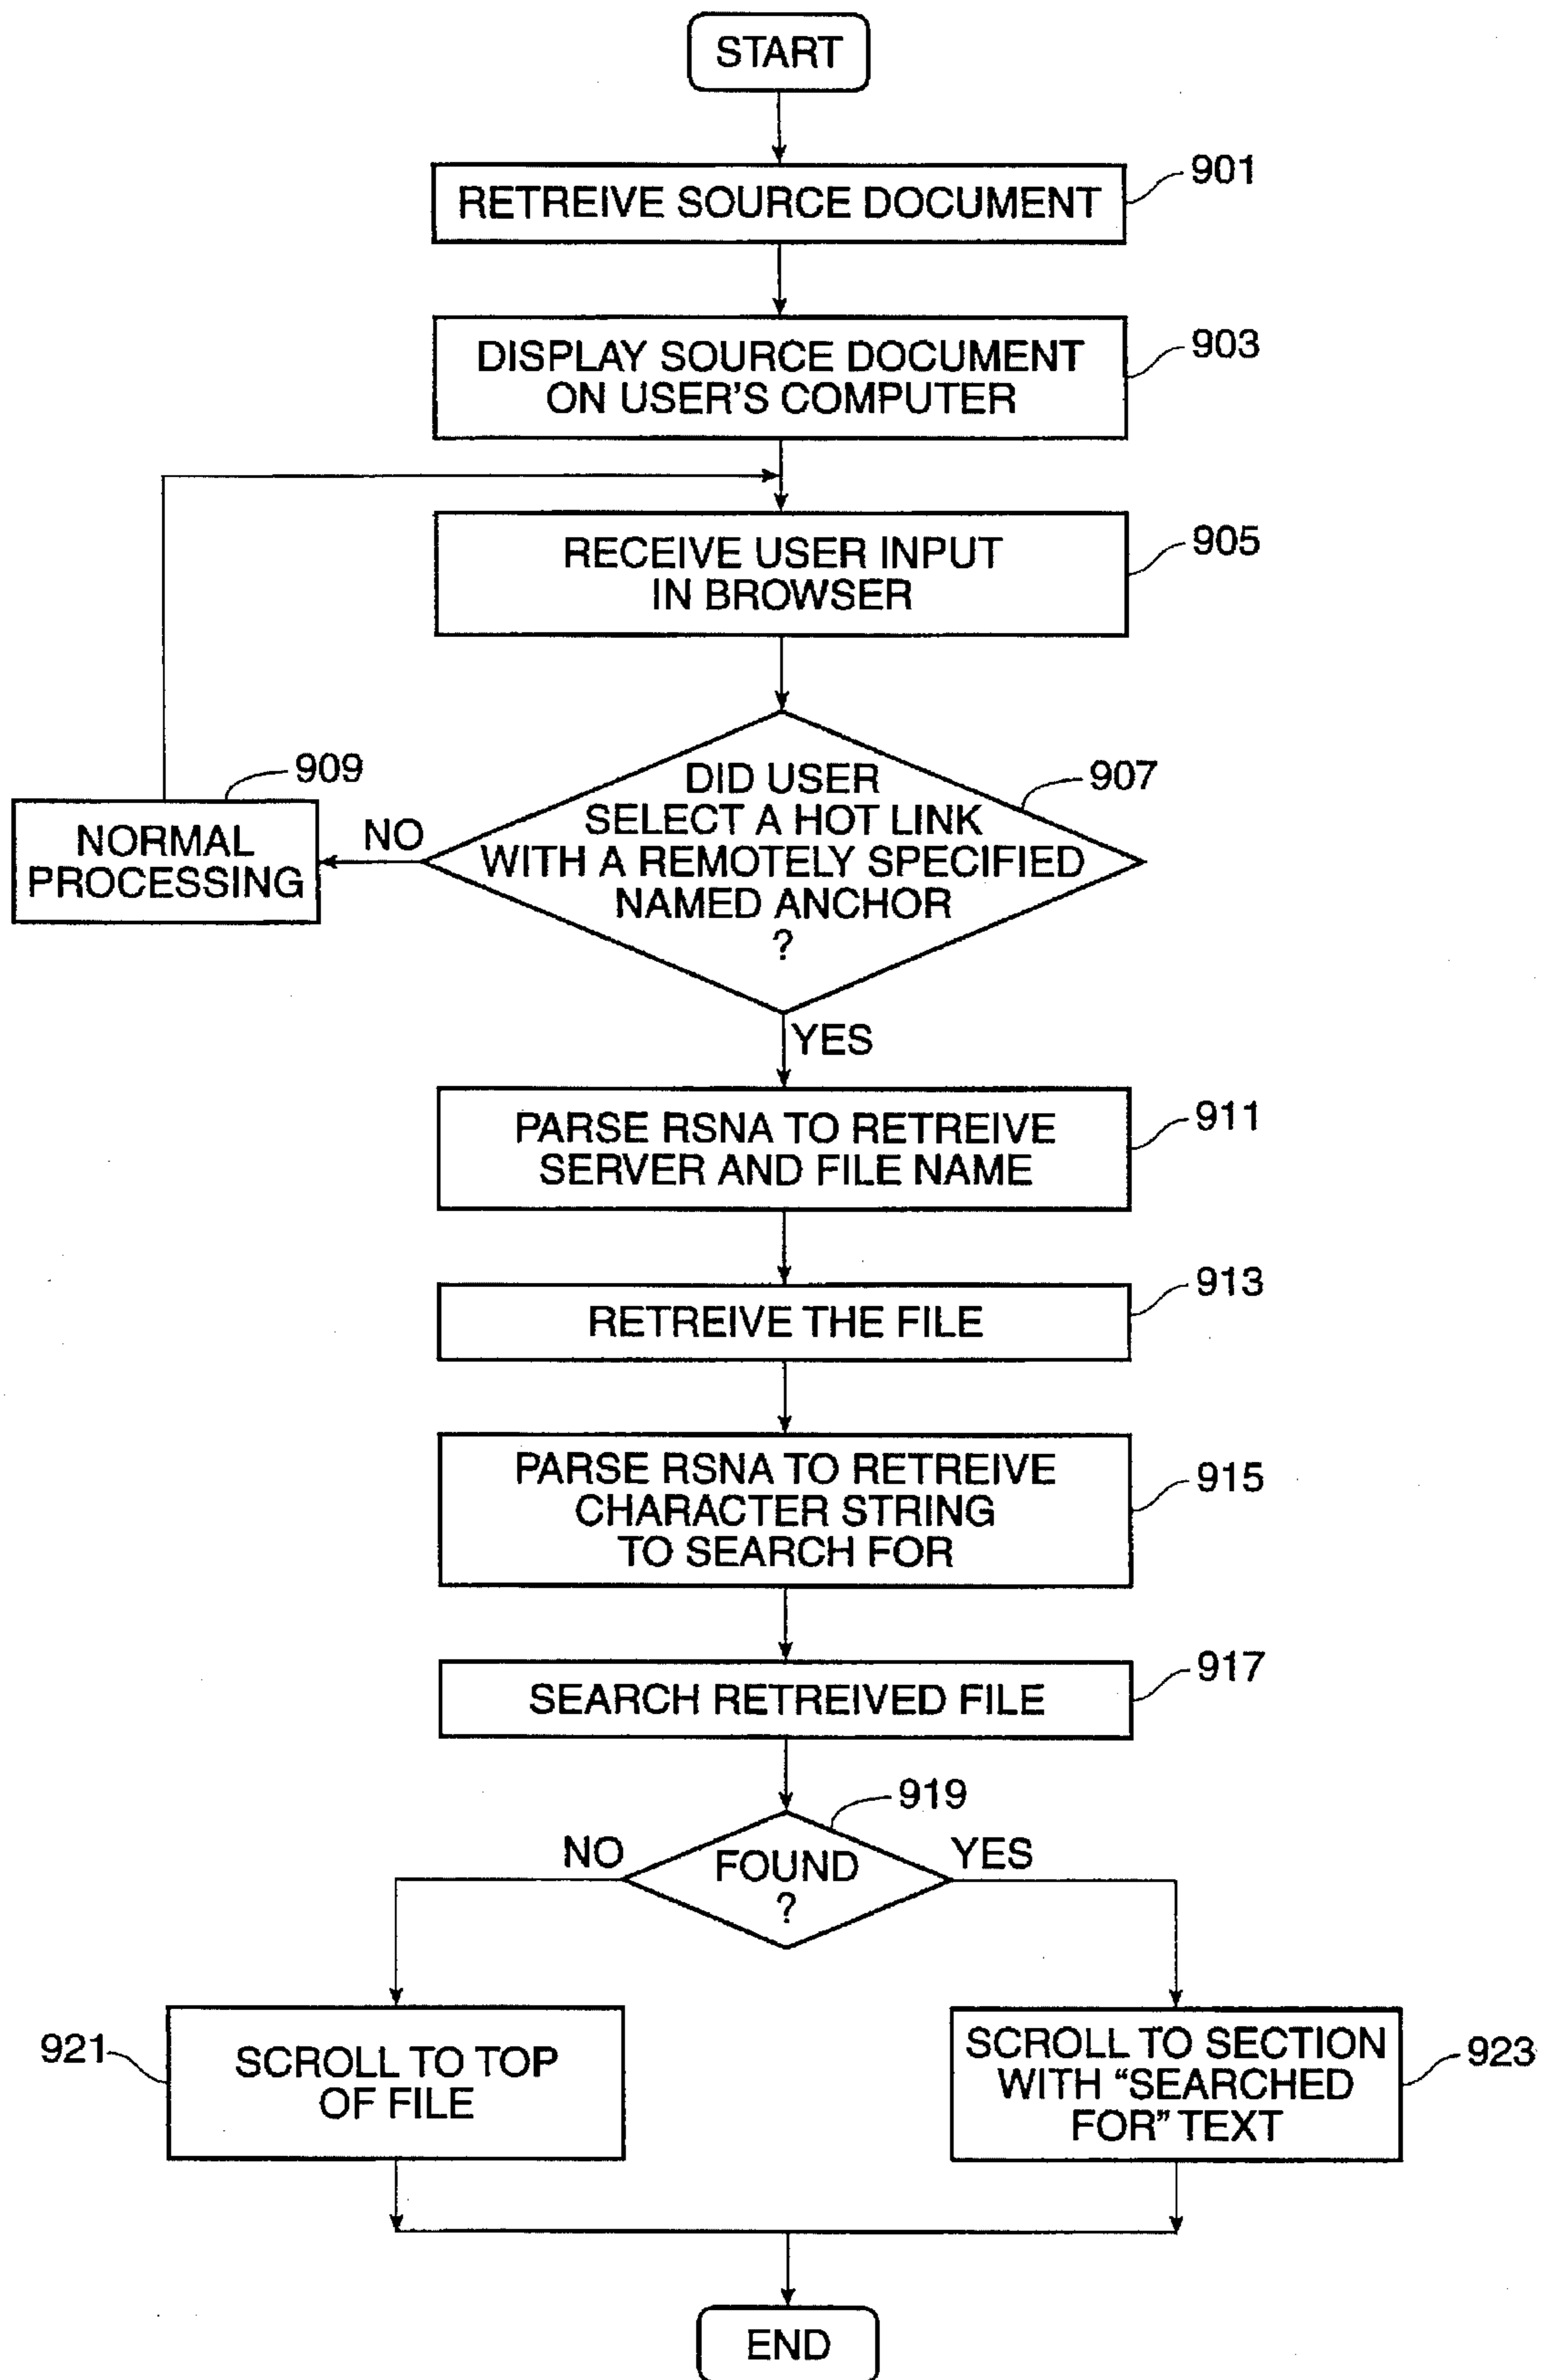 START
RETREIVE SOURCE DOCUMENT
901
DISPLAY SOURCE DOCUMENT
ON USER'S COMPUTER
903
RECEIVE USER INPUT
IN BROWSER
905
DID USER
SELECT A HOT LINK
WITH A REMOTELY SPECIFIED
NAMED ANCHOR
?
907
NO
909
NORMAL
PROCESSING
YES
PARSE RSNA TO RETREIVE
SERVER AND FILE NAME
911
RETREIVE THE FILE
913
PARSE RSNA TO RETREIVE
CHARACTER STRING
TO SEARCH FOR
915
SEARCH RETREIVED FILE
917
919
NO
FOUND
?
YES
921
SCROLL TO TOP
OF FILE
SCROLL TO SECTION
WITH “SEARCHED
FOR” TEXT
923
END